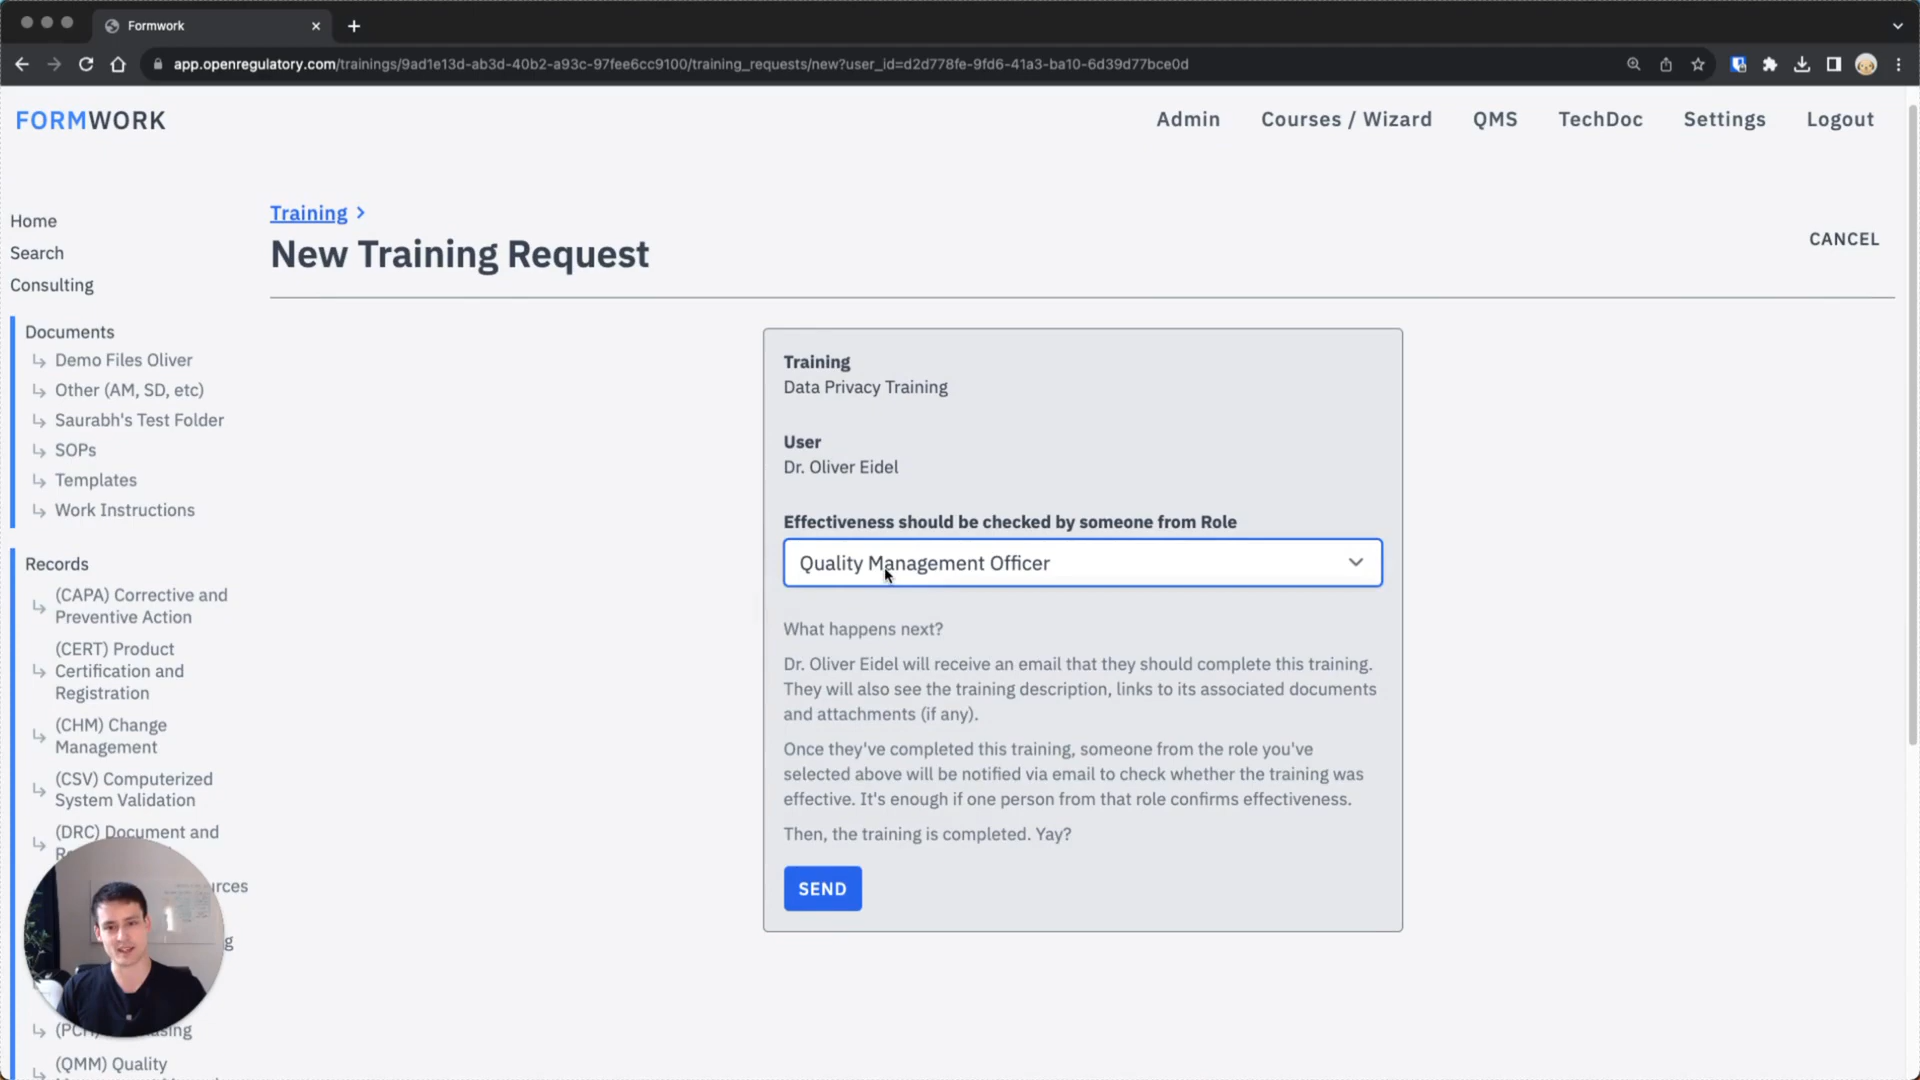 Formwork
app.openregulatory.com/trainings/9ad1e13d-ab3d-40b2-a93c-97fee6cc9100/training_requests/new?user_id=d2d778fe-9fd6-41a3-ba10-6d39d77bce0d
FORMWORK
Admin
Courses / Wizard
QMS
TechDoc
Settings
Logout
Home
Search
Consulting
Documents
Demo Files Oliver
Other (AM, SD, etc)
Saurabh's Test Folder
SOPs
Templates
Work Instructions
Records
(CAPA) Corrective and
Preventive Action
(CERT) Product
Certification and
Registration
(CHM) Change
Management
(CSV) Computerized
System Validation
(DRC) Document and
(QMM) Quality
Training >
New Training Request
CANCEL
Training
Data Privacy Training
User
Dr. Oliver Eidel
Effectiveness should be checked by someone from Role
Quality Management Officer
What happens next?
Dr. Oliver Eidel will receive an email that they should complete this training.
They will also see the training description, links to its associated documents
and attachments (if any).
Once they've completed this training, someone from the role you've
selected above will be notified via email to check whether the training was
effective. It's enough if one person from that role confirms effectiveness.
Then, the training is completed. Yay?
SEND